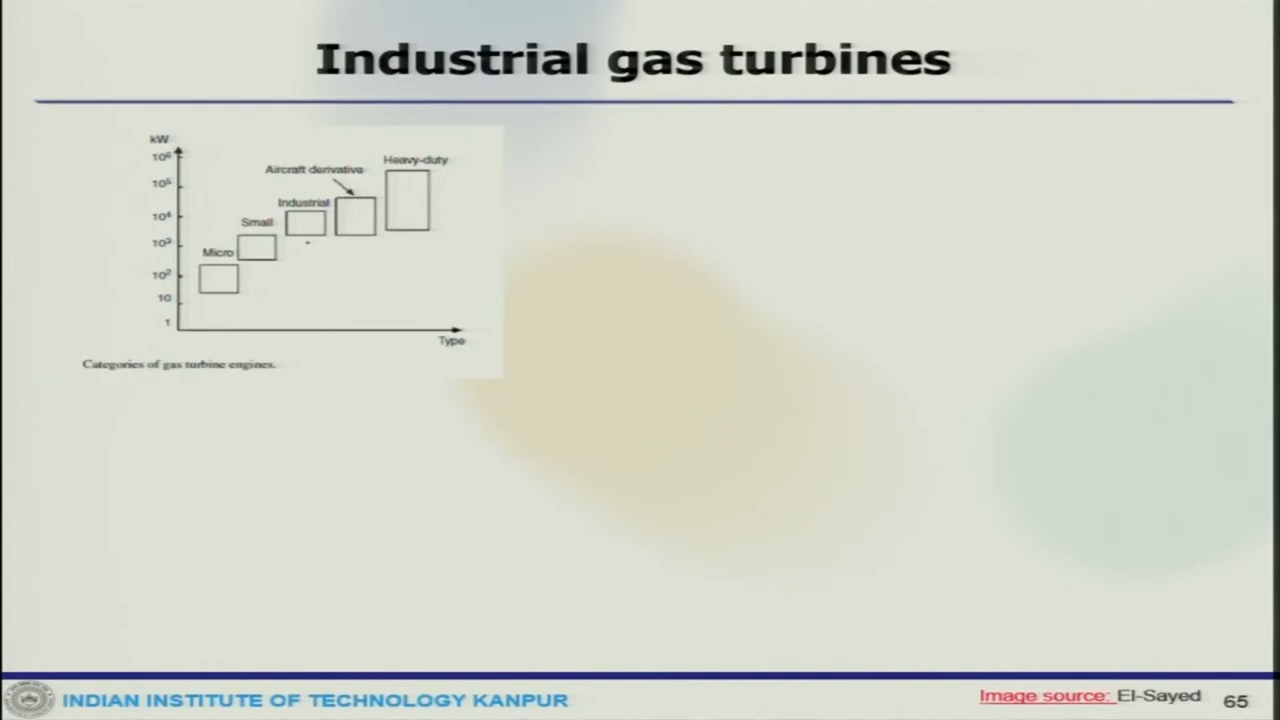 Industrial gas turbines
kW
10⁶
10⁵
10⁴
10³
10²
10
1
Micro
Small
Industrial
Aircraft derivative
Heavy-duty
Type
Categories of gas turbine engines.
INDIAN INSTITUTE OF TECHNOLOGY KANPUR
Image source: El-Sayed
65